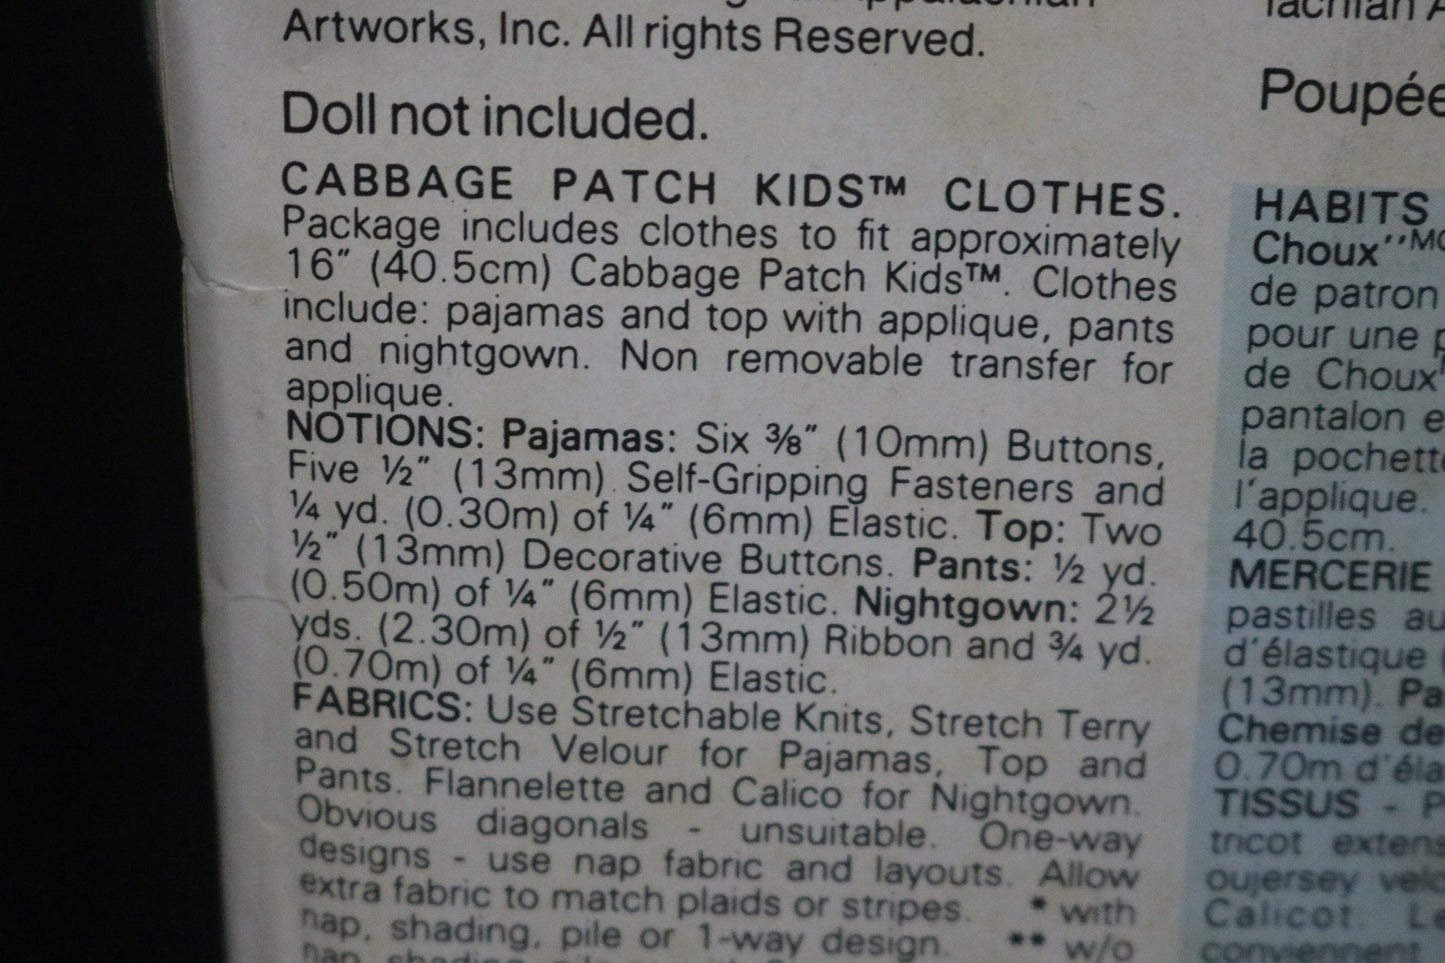 Artworks, Inc. All rights Reserved.
Doll not included.
CABBAGE PATCH KIDS™ CLOTHES.
Package includes clothes to fit approximately
16" (40.5cm) Cabbage Patch Kids™. Clothes
include: pajamas and top with applique, pants
and nightgown. Non removable transfer for
applique.
NOTIONS: Pajamas: Six ⅜" (10mm) Buttons,
Five ½" (13mm) Self-Gripping Fasteners and
¼ yd. (0.30m) of ¼" (6mm) Elastic. Top: Two
½" (13mm) Decorative Buttons. Pants: ½ yd.
(0.50m) of ¼" (6mm) Elastic. Nightgown: 2½
yds. (2.30m) of ½" (13mm) Ribbon and ¾ yd.
(0.70m) of ¼" (6mm) Elastic.
FABRICS: Use Stretchable Knits, Stretch Terry
and Stretch Velour for Pajamas, Top and
Pants. Flannelette and Calico for Nightgown.
Obvious diagonals - unsuitable. One-way
designs - use nap fabric and layouts. Allow
extra fabric to match plaids or stripes. * with
nap, shading, pile or 1-way design. ** w/o
Poupée
HABITS
Choux''MC
de patron
pour une p
de Choux
pantalon e
la pochett
l'applique.
40.5cm.
MERCERIE
pastilles au
d'élastique
(13mm). Pa
Chemise de
0.70m d'éla
TISSUS - P
tricot extens
oujersey velo
Calicot. Le
conviennent